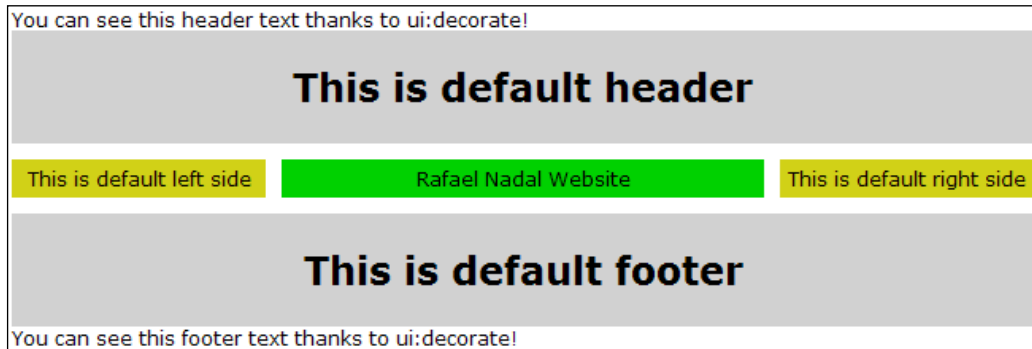 You can see this header text thanks to ui:decorate!
This is default header
This is default left side
Rafael Nadal Website
This is default right side
This is default footer
You can see this footer text thanks to ui:decorate!